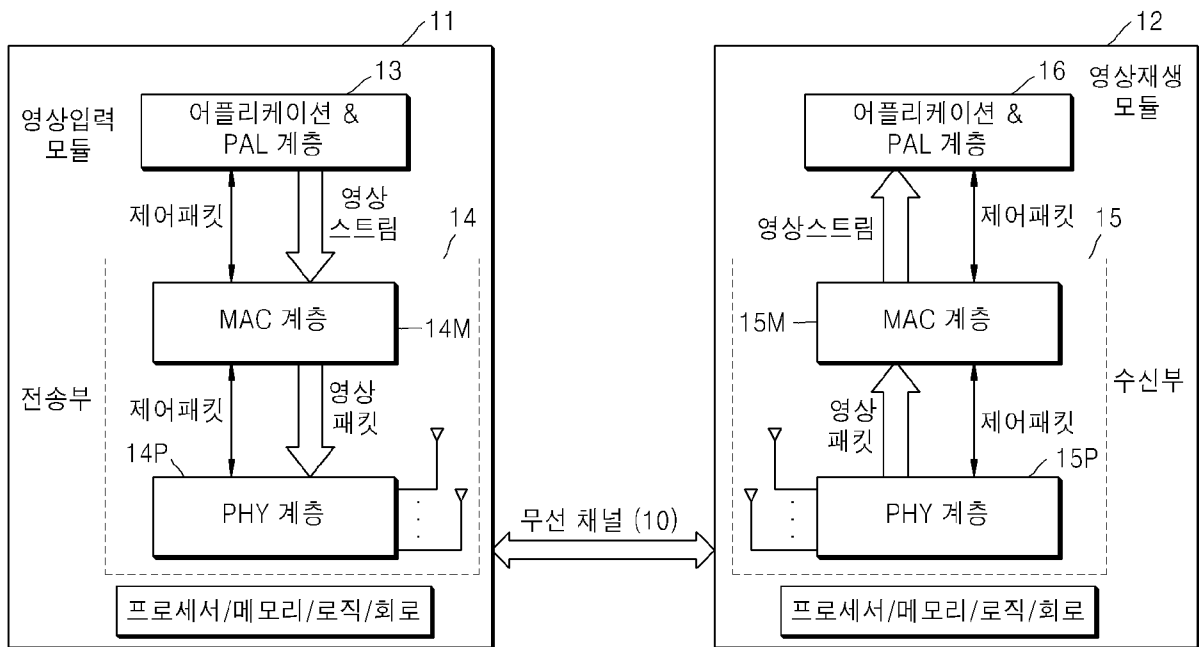 11
영상입력
모듈
13
어플리케이션 &
PAL 계층
제어패킷
영상
스트림
14
MAC 계층
14M
전송부
제어패킷
영상
패킷
14P
PHY 계층
프로세서/메모리/로직/회로
무선 채널 (10)
12
영상재생
모듈
16
어플리케이션 &
PAL 계층
영상스트림
제어패킷
15
15M
MAC 계층
수신부
영상
패킷
제어패킷
15P
PHY 계층
프로세서/메모리/로직/회로